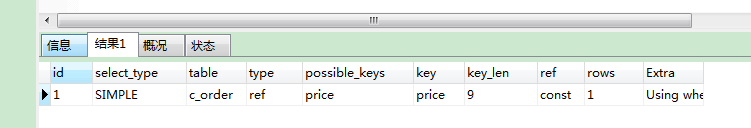 信息 结果1 概况 状态
id select_type table type possible_keys key key_len ref rows Extra
1 SIMPLE c_order ref price price 9 const 1 Using whe